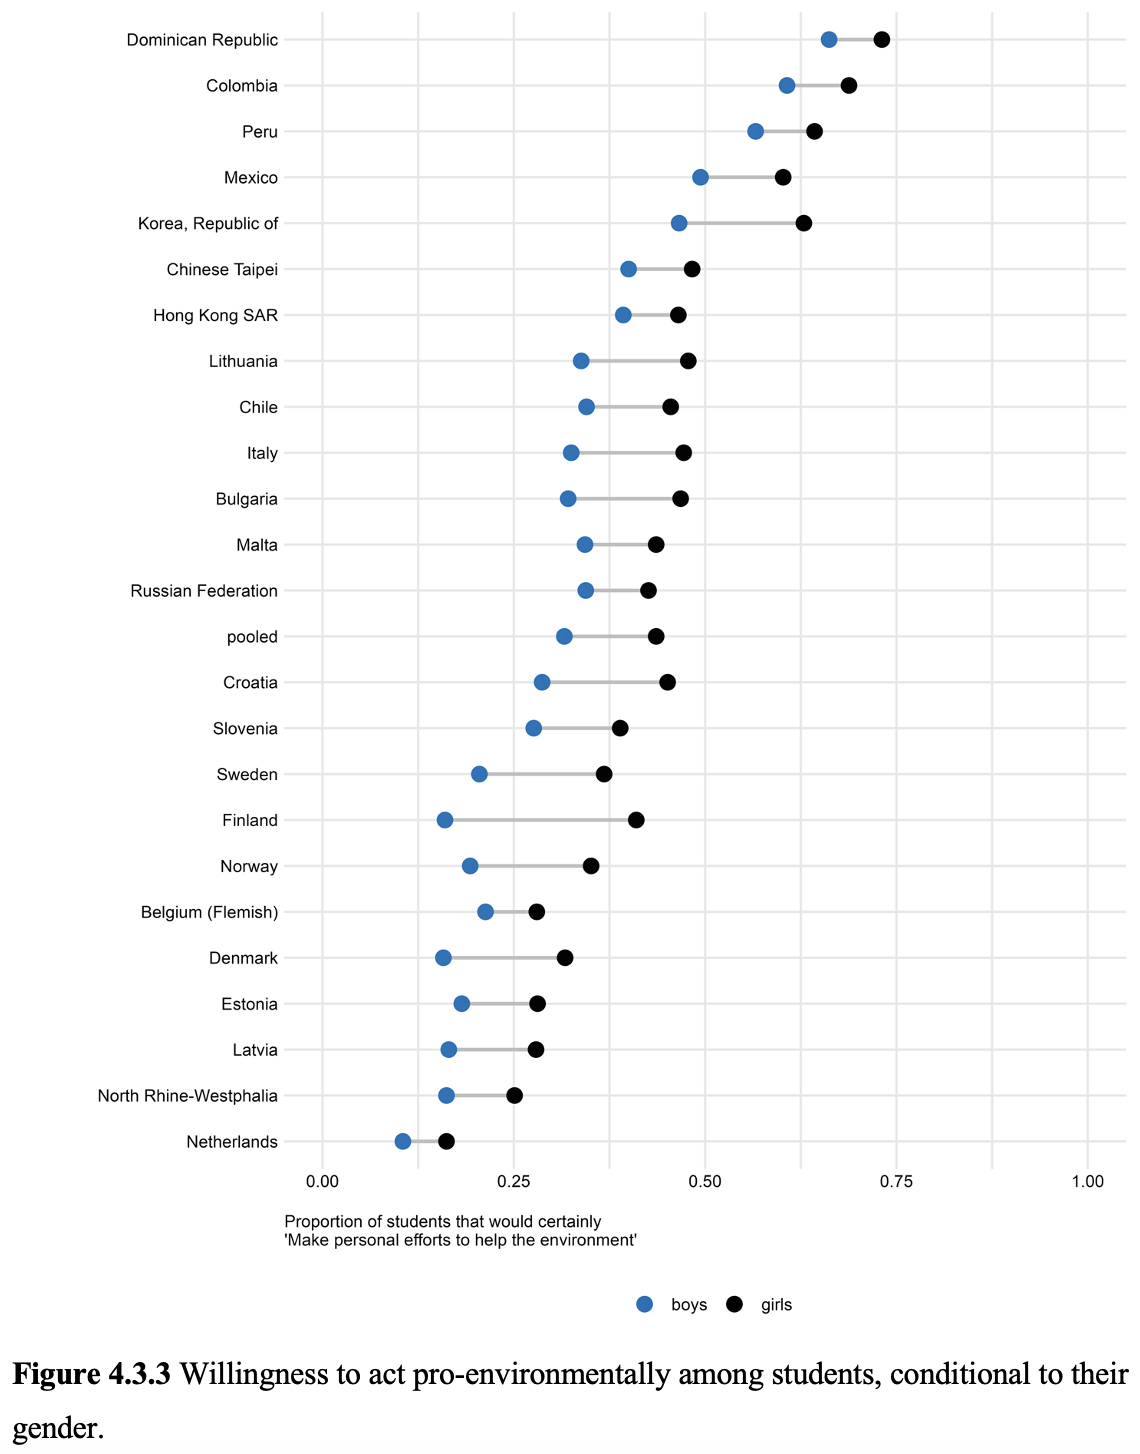 Dominican Republic
Colombia
Peru
Mexico
Korea, Republic of
Chinese Taipei
Hong Kong SAR
Lithuania
Chile
Italy
Bulgaria
Malta
Russian Federation
pooled
Croatia
Slovenia
Sweden
Finland
Norway
Belgium (Flemish)
Denmark
Estonia
Latvia
North Rhine-Westphalia
Netherlands
0.00 0.25 0.50 0.75 1.00
Proportion of students that would certainly
'Make personal efforts to help the environment'
boys girls
Figure 4.3.3 Willingness to act pro-environmentally among students, conditional to their
gender.